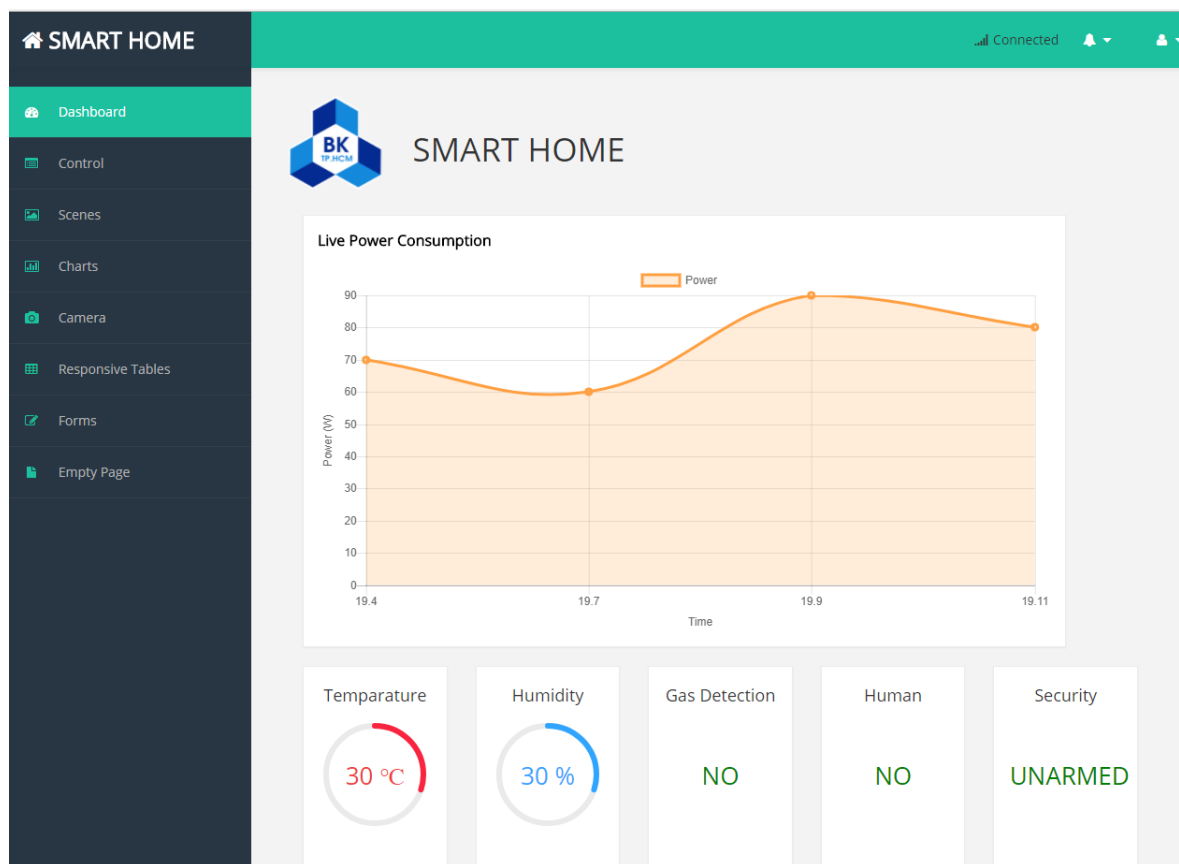 SMART HOME
Connected
Dashboard
Control
Scenes
Charts
Camera
Responsive Tables
Forms
Empty Page
BK
TP.HCM
SMART HOME
Live Power Consumption
Power
90
80
70
60
50
40
30
20
10
0
Power (W)
19.4 19.7 19.9 19.11
Time
Temparature Humidity Gas Detection Human Security
30 °C 30 % NO NO UNARMED